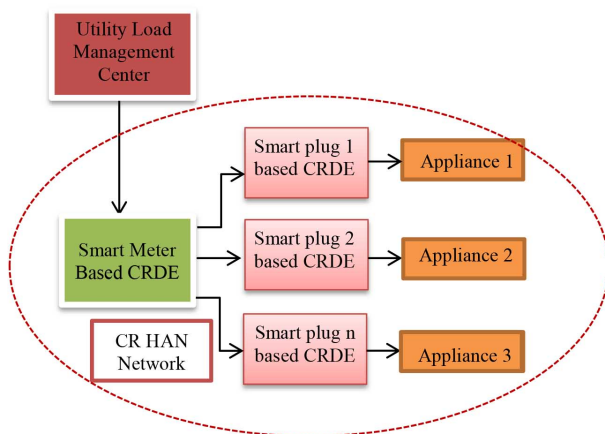 Utility Load
Management
Center
Smart plug 1
based CRDE
Appliance 1
Smart Meter
Based CRDE
Smart plug 2
based CRDE
Appliance 2
CR HAN
Network
Smart plug n
based CRDE
Appliance 3